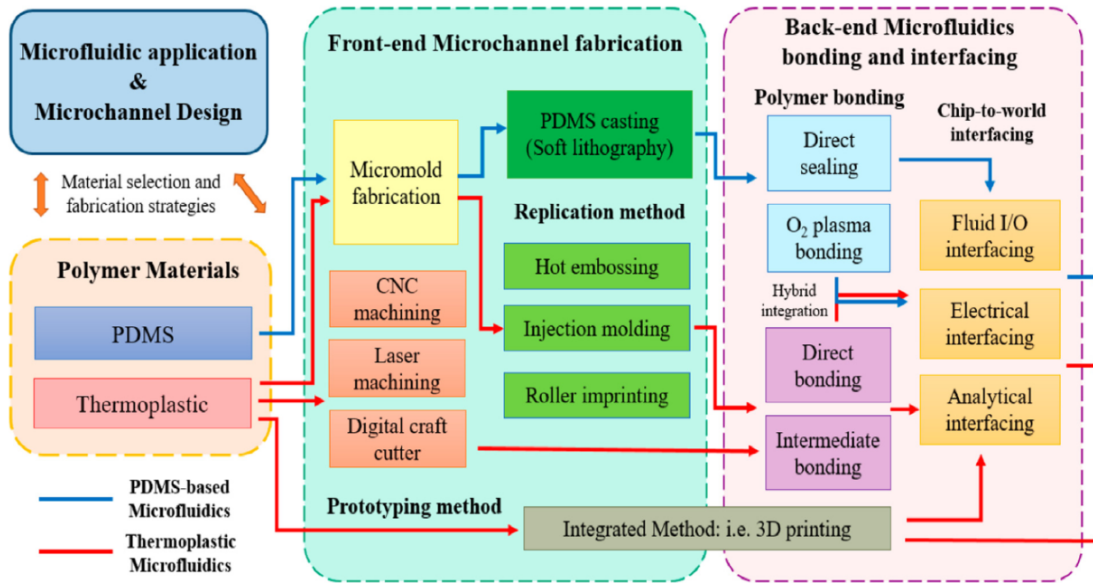 Microfluidic application
&
Microchannel Design
Material selection and
fabrication strategies
Polymer Materials
PDMS
Thermoplastic
PDMS-based
Microfluidics
Thermoplastic
Microfluidics
Front-end Microchannel fabrication
Micromold
fabrication
PDMS casting
(Soft lithography)
Replication method
Hot embossing
Injection molding
Roller imprinting
CNC
machining
Laser
machining
Digital craft
cutter
Prototyping method
Integrated Method: i.e. 3D printing
Back-end Microfluidics
bonding and interfacing
Polymer bonding
Direct
sealing
O₂ plasma
bonding
Hybrid
integration
Direct
bonding
Intermediate
bonding
Chip-to-world
interfacing
Fluid I/O
interfacing
Electrical
interfacing
Analytical
interfacing